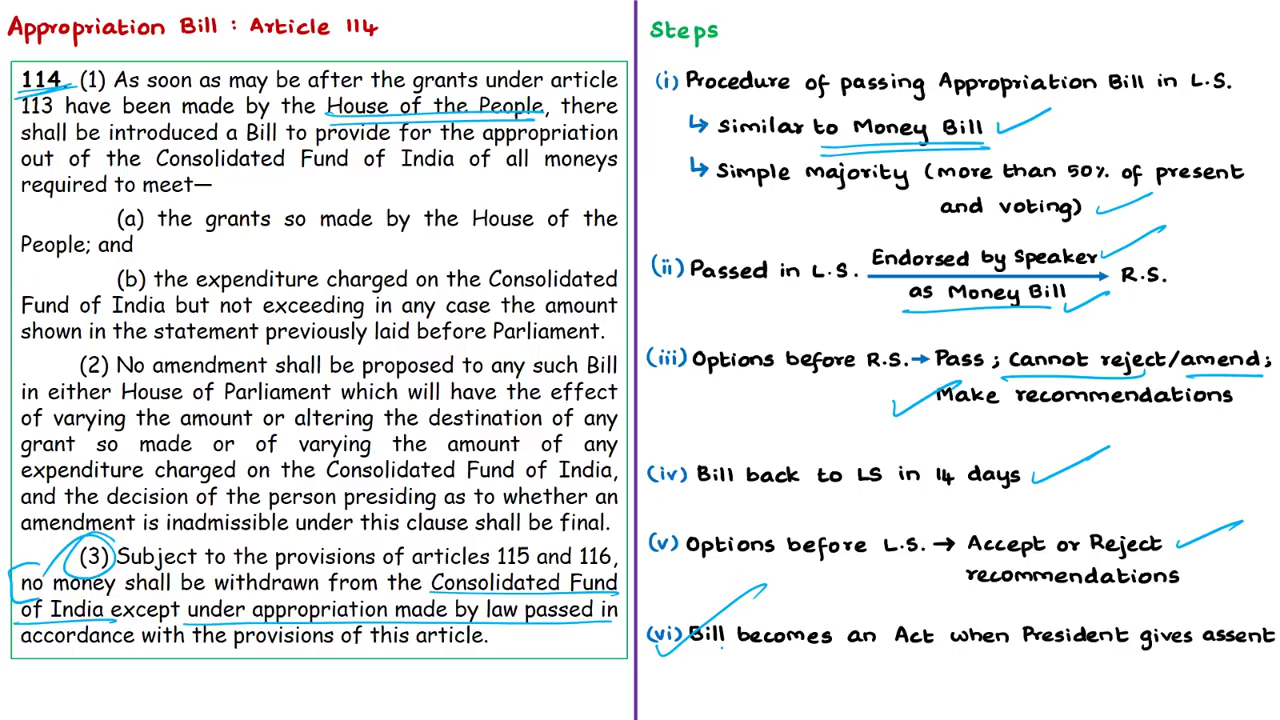 Appropriation Bill : Article 114
114. (1) As soon as may be after the grants under article
113 have been made by the House of the People, there
shall be introduced a Bill to provide for the appropriation
out of the Consolidated Fund of India of all moneys
required to meet—
(a) the grants so made by the House of the
People; and
(b) the expenditure charged on the Consolidated
Fund of India but not exceeding in any case the amount
shown in the statement previously laid before Parliament.
(2) No amendment shall be proposed to any such Bill
in either House of Parliament which will have the effect
of varying the amount or altering the destination of any
grant so made or of varying the amount of any
expenditure charged on the Consolidated Fund of India,
and the decision of the person presiding as to whether an
amendment is inadmissible under this clause shall be final.
(3) Subject to the provisions of articles 115 and 116,
no money shall be withdrawn from the Consolidated Fund
of India except under appropriation made by law passed in
accordance with the provisions of this article.
Steps
(i) Procedure of passing Appropriation Bill in L.S.
↳ Similar to Money Bill
↳ Simple majority (more than 50% of present
and voting)
(ii) Passed in L.S. Endorsed by Speaker R.S.
as Money Bill
(iii) Options before R.S. → Pass ; Cannot reject/amend;
Make recommendations
(iv) Bill back to LS in 14 days
(v) Options before L.S. → Accept or Reject
recommendations
(vi) Bill becomes an Act when President gives assent